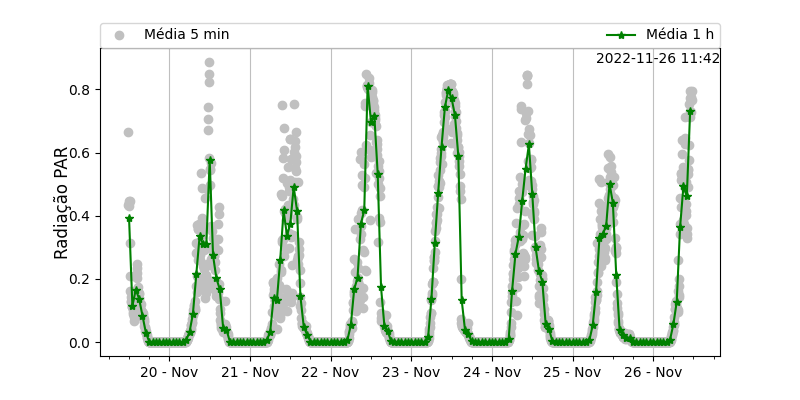 Média 5 min
Média 1 h
2022-11-26 11:42
Radiação PAR
0.8
0.6
0.4
0.2
0.0
20 - Nov
21 - Nov
22 - Nov
23 - Nov
24 - Nov
25 - Nov
26 - Nov